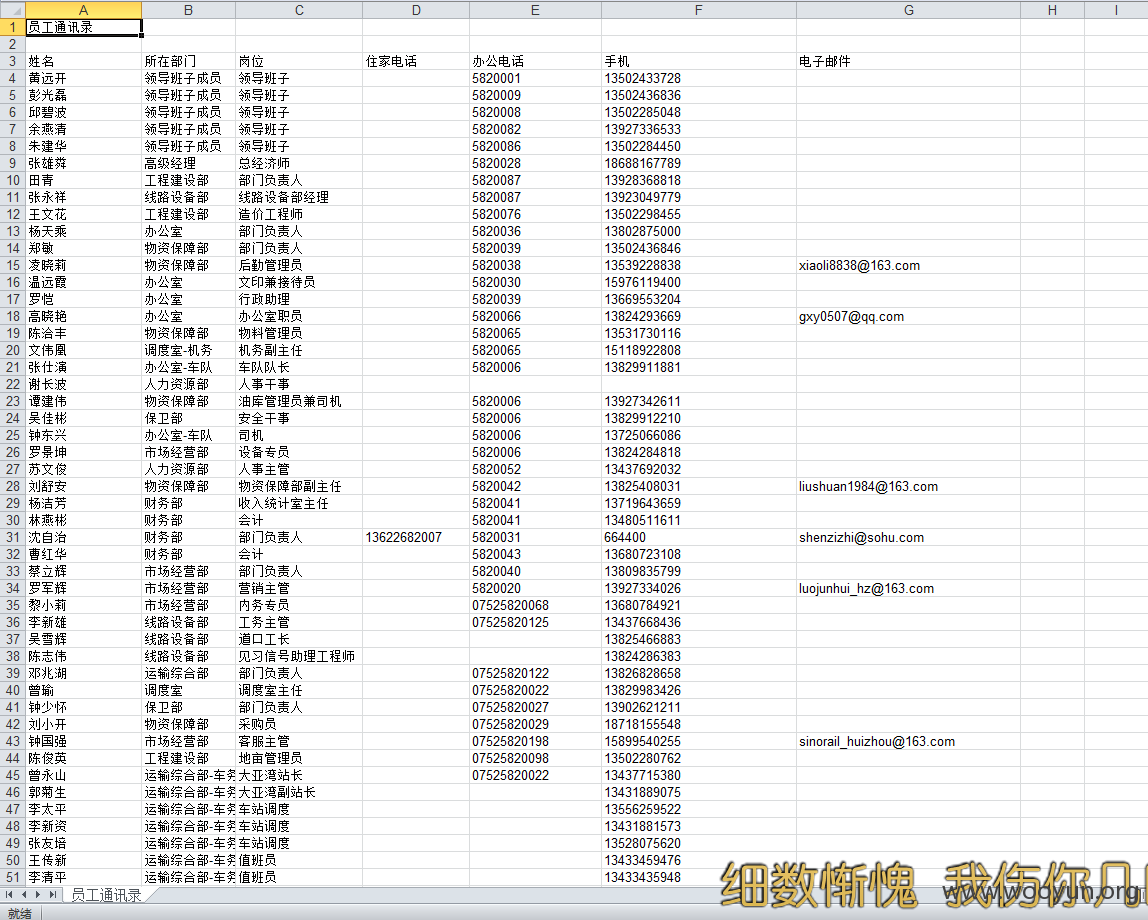 A B C D E F G H I
1 员工通讯录
2
3 姓名 所在部门 岗位 住家电话 办公电话 手机 电子邮件
4 黄远开 领导班子成员 领导班子 5820001 13502433728
5 彭光磊 领导班子成员 领导班子 5820009 13502436836
6 邱碧波 领导班子成员 领导班子 5820008 13502285048
7 余燕清 领导班子成员 领导班子 5820082 13927336533
8 朱建华 领导班子成员 领导班子 5820086 13502284450
9 张雄舜 高级经理 总经济师 5820028 18688167789
10 田青 工程建设部 部门负责人 5820087 13928368818
11 张永祥 线路设备部 线路设备部经理 5820087 13923049779
12 王文花 工程建设部 造价工程师 5820076 13502298455
13 杨天乘 办公室 部门负责人 5820036 13802875000
14 郑敏 物资保障部 部门负责人 5820039 13502436846
15 凌晓莉 物资保障部 后勤管理员 5820038 13539228838 xiaoli8838@163.com
16 温远霞 办公室 文印兼接待员 5820030 15976119400
17 罗恺 办公室 行政助理 5820039 13669553204
18 高晓艳 办公室 办公室职员 5820066 13824293669 gxy0507@qq.com
19 陈洽丰 物资保障部 物料管理员 5820065 13531730116
20 文伟凰 调度室-机务 机务副主任 5820065 15118922808
21 张仕演 办公室-车队 车队队长 5820006 13829911881
22 谢长波 人力资源部 人事干事
23 谭建伟 物资保障部 油库管理员兼司机 5820006 13927342611
24 吴佳彬 保卫部 安全干事 5820006 13829912210
25 钟东兴 办公室-车队 司机 5820006 13725066086
26 罗景坤 市场经营部 设备专员 5820006 13824284818
27 苏文俊 人力资源部 人事主管 5820052 13437692032
28 刘舒安 物资保障部 物资保障部副主任 5820042 13825408031 liushuan1984@163.com
29 杨洁芳 财务部 收入统计室主任 5820041 13719643659
30 林燕彬 财务部 会计 5820041 13480511611
31 沈自治 财务部 部门负责人 13622682007 5820031 664400 shenzizhi@sohu.com
32 曹红华 财务部 会计 5820043 13680723108
33 蔡立辉 市场经营部 部门负责人 5820040 13809835799
34 罗军辉 市场经营部 营销主管 5820020 13927334026 luojunhui_hz@163.com
35 黎小莉 市场经营部 内务专员 07525820068 13680784921
36 李新雄 线路设备部 工务主管 07525820125 13437668436
37 吴雪辉 线路设备部 道口工长 13825466883
38 陈志伟 线路设备部 见习信号助理工程师 13824286383
39 邓兆湖 运输综合部 部门负责人 07525820122 13826828658
40 曾瑜 调度室 调度室主任 07525820022 13829983426
41 钟少怀 保卫部 部门负责人 07525820027 13902621211
42 刘小开 物资保障部 采购员 07525820029 18718155548
43 钟国强 市场经营部 客服主管 07525820198 15899540255 sinorail_huizhou@163.com
44 陈俊英 工程建设部 地亩管理员 07525820098 13502280762
45 曾永山 运输综合部-车务 大亚湾站长 07525820022 13437715380
46 郭菊生 运输综合部-车务 大亚湾副站长 13431889075
47 李太平 运输综合部-车务 车站调度 13556259522
48 李新资 运输综合部-车务 车站调度 13431881573
49 张友培 运输综合部-车务 车站调度 13528075620
50 王传新 运输综合部-车务 值班员 13433459476
51 李清平 运输综合部-车务 值班员 13433435948
细数惭愧 我伤你几
www.wooyun.org
员工通讯录
就绪